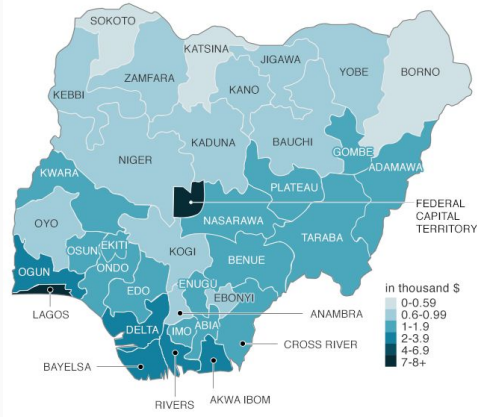 SOKOTO
KATSINA
JIGAWA
YOBE
BORNO
ZAMFARA
KANO
KEBBI
KADUNA
BAUCHI
GOMBE
ADAMAWA
NIGER
KWARA
PLATEAU
FEDERAL
CAPITAL
TERRITORY
NASARAWA
TARABA
OYO
KOGI
OSUN
EKITI
BENUE
OGUN
ONDO
ENUGU
EDO
EBONYI
in thousand $
0-0.59
0.6-0.99
1-1.9
2-3.9
4-6.9
7-8+
LAGOS
ANAMBRA
DELTA
IMO
ABIA
CROSS RIVER
BAYELSA
RIVERS
AKWA IBOM